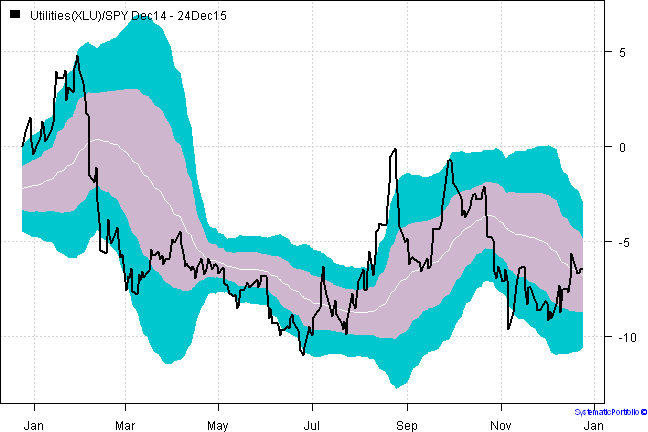 Utilities(XLU)/SPY Dec14 - 24Dec15
5
0
-5
-10
SystematicPortfolio ©
Jan Mar May Jul Sep Nov Jan